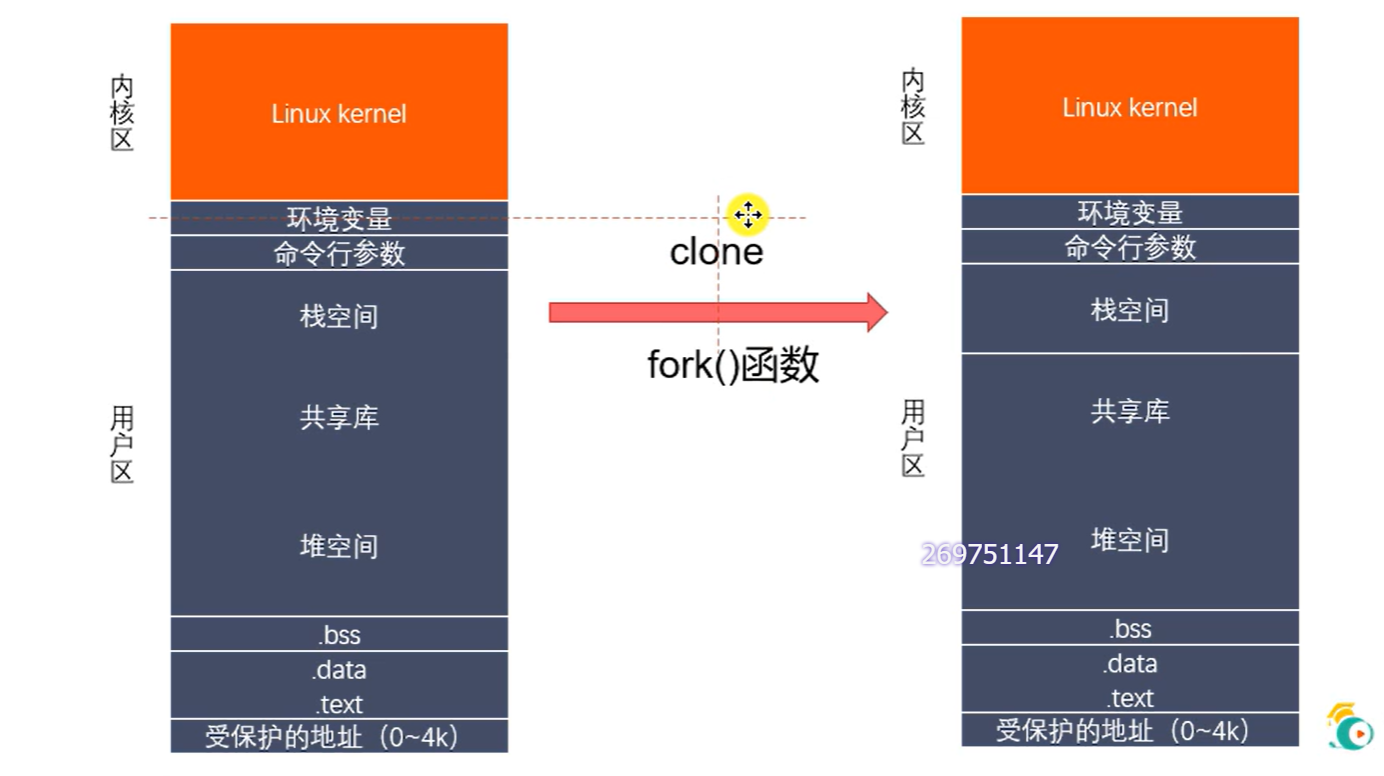 内核区
Linux kernel
环境变量
命令行参数
栈空间
用户区
共享库
堆空间
.bss
.data
.text
受保护的地址（0~4k）
clone
fork()函数
内核区
Linux kernel
环境变量
命令行参数
栈空间
用户区
共享库
堆空间
269751147
.bss
.data
.text
受保护的地址（0~4k）